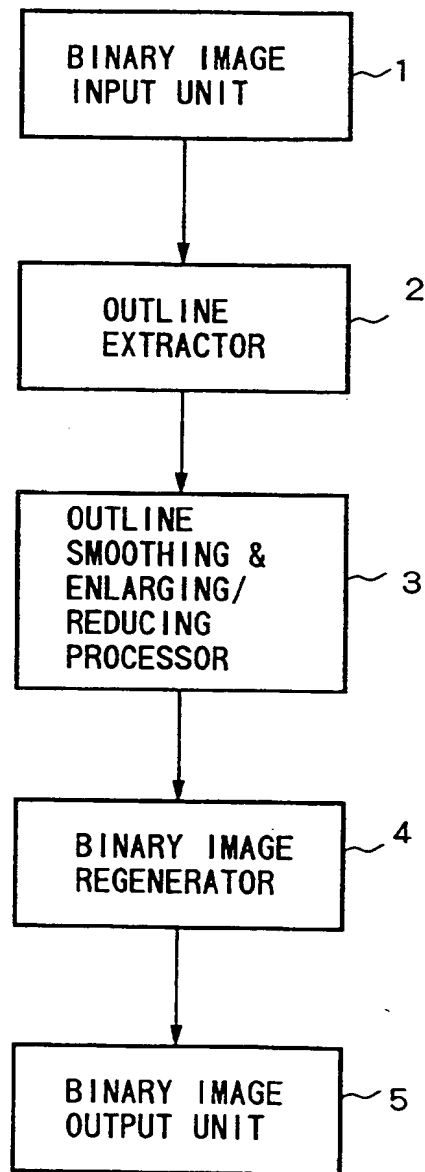 BINARY IMAGE
INPUT UNIT
1
OUTLINE
EXTRACTOR
2
OUTLINE
SMOOTHING &
ENLARGING/
REDUCING
PROCESSOR
3
BINARY IMAGE
REGENERATOR
4
BINARY IMAGE
OUTPUT UNIT
5